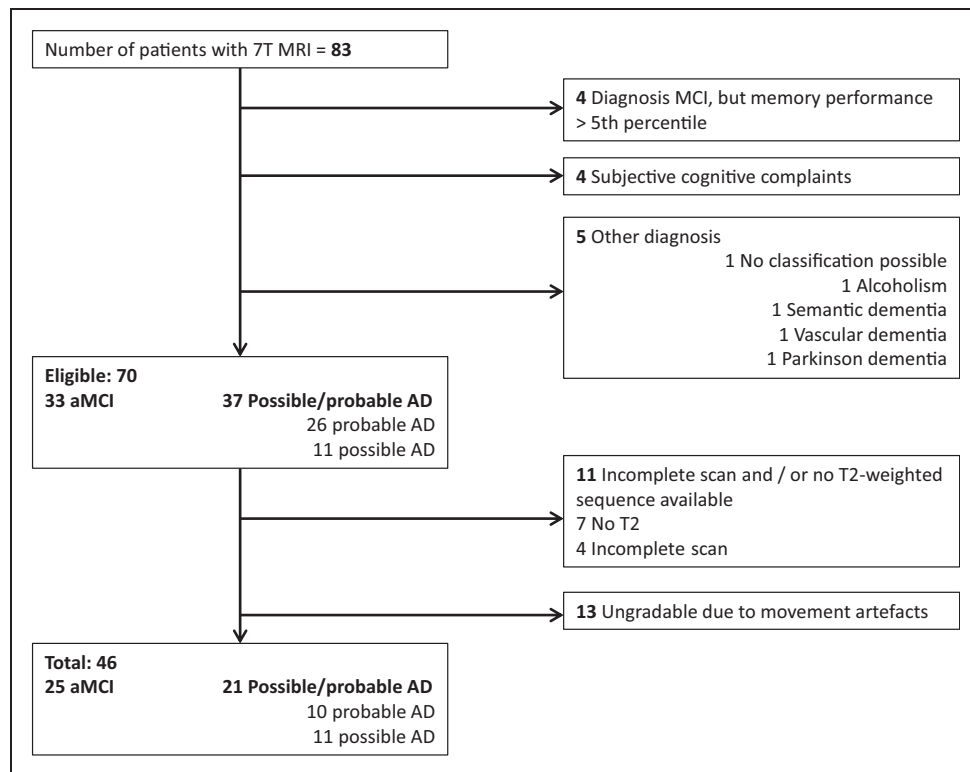 Number of patients with 7T MRI = 83
4 Diagnosis MCI, but memory performance
> 5th percentile
4 Subjective cognitive complaints
5 Other diagnosis
1 No classification possible
1 Alcoholism
1 Semantic dementia
1 Vascular dementia
1 Parkinson dementia
Eligible: 70
33 aMCI 37 Possible/probable AD
26 probable AD
11 possible AD
11 Incomplete scan and / or no T2-weighted
sequence available
7 No T2
4 Incomplete scan
13 Ungradable due to movement artefacts
Total: 46
25 aMCI 21 Possible/probable AD
10 probable AD
11 possible AD